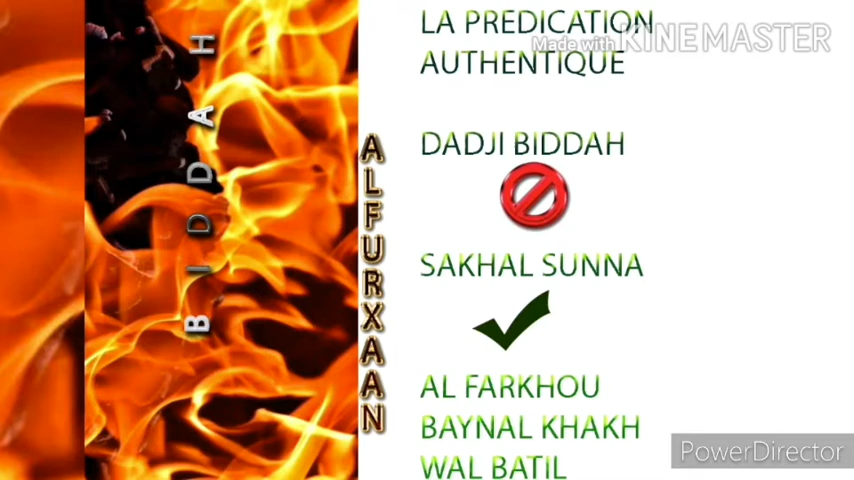 BIDDAH
ALFURXAAN
LA PREDICATION
Made with KINEMASTER
AUTHENTIQUE
DADJI BIDDAH
SAKHAL SUNNA
AL FARKHOU
BAYNAL KHAKH
WAL BATIL
PowerDirector